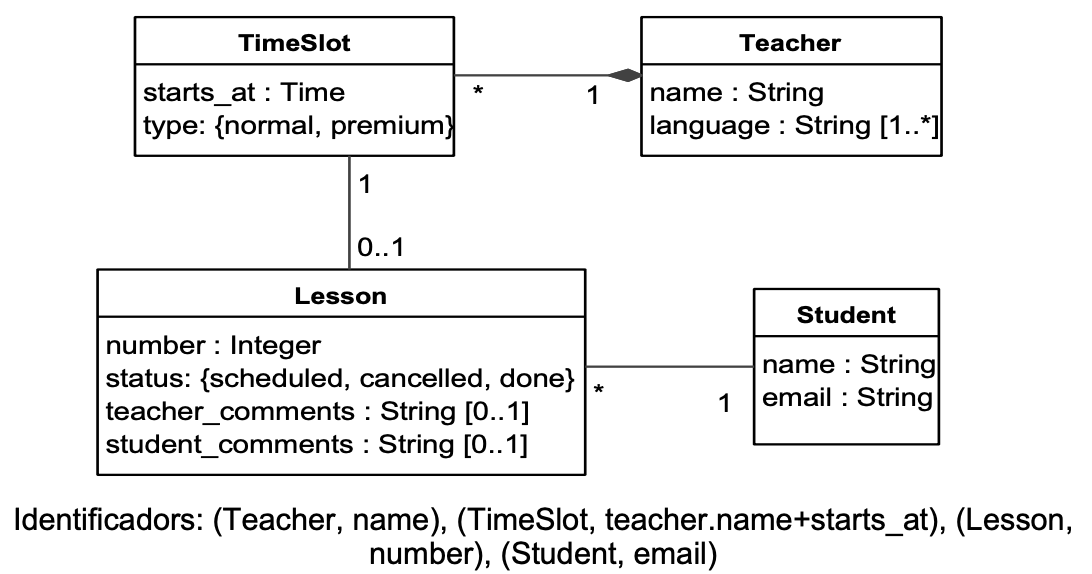 TimeSlot
starts_at : Time
type: {normal, premium}
*
1
Teacher
name : String
language : String [1..*]
1
0..1
Lesson
number : Integer
status: {scheduled, cancelled, done}
teacher_comments : String [0..1]
student_comments : String [0..1]
*
1
Student
name : String
email : String
Identificadors: (Teacher, name), (TimeSlot, teacher.name+starts_at), (Lesson,
number), (Student, email)